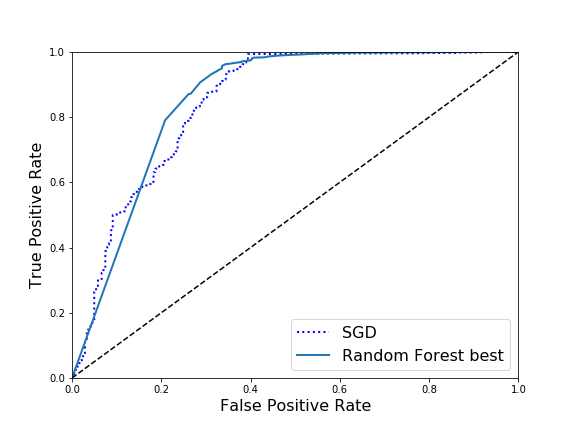 1.0
0.8
0.6
0.4
0.2
0.0
True Positive Rate
0.0 0.2 0.4 0.6 0.8 1.0
False Positive Rate
SGD
Random Forest best